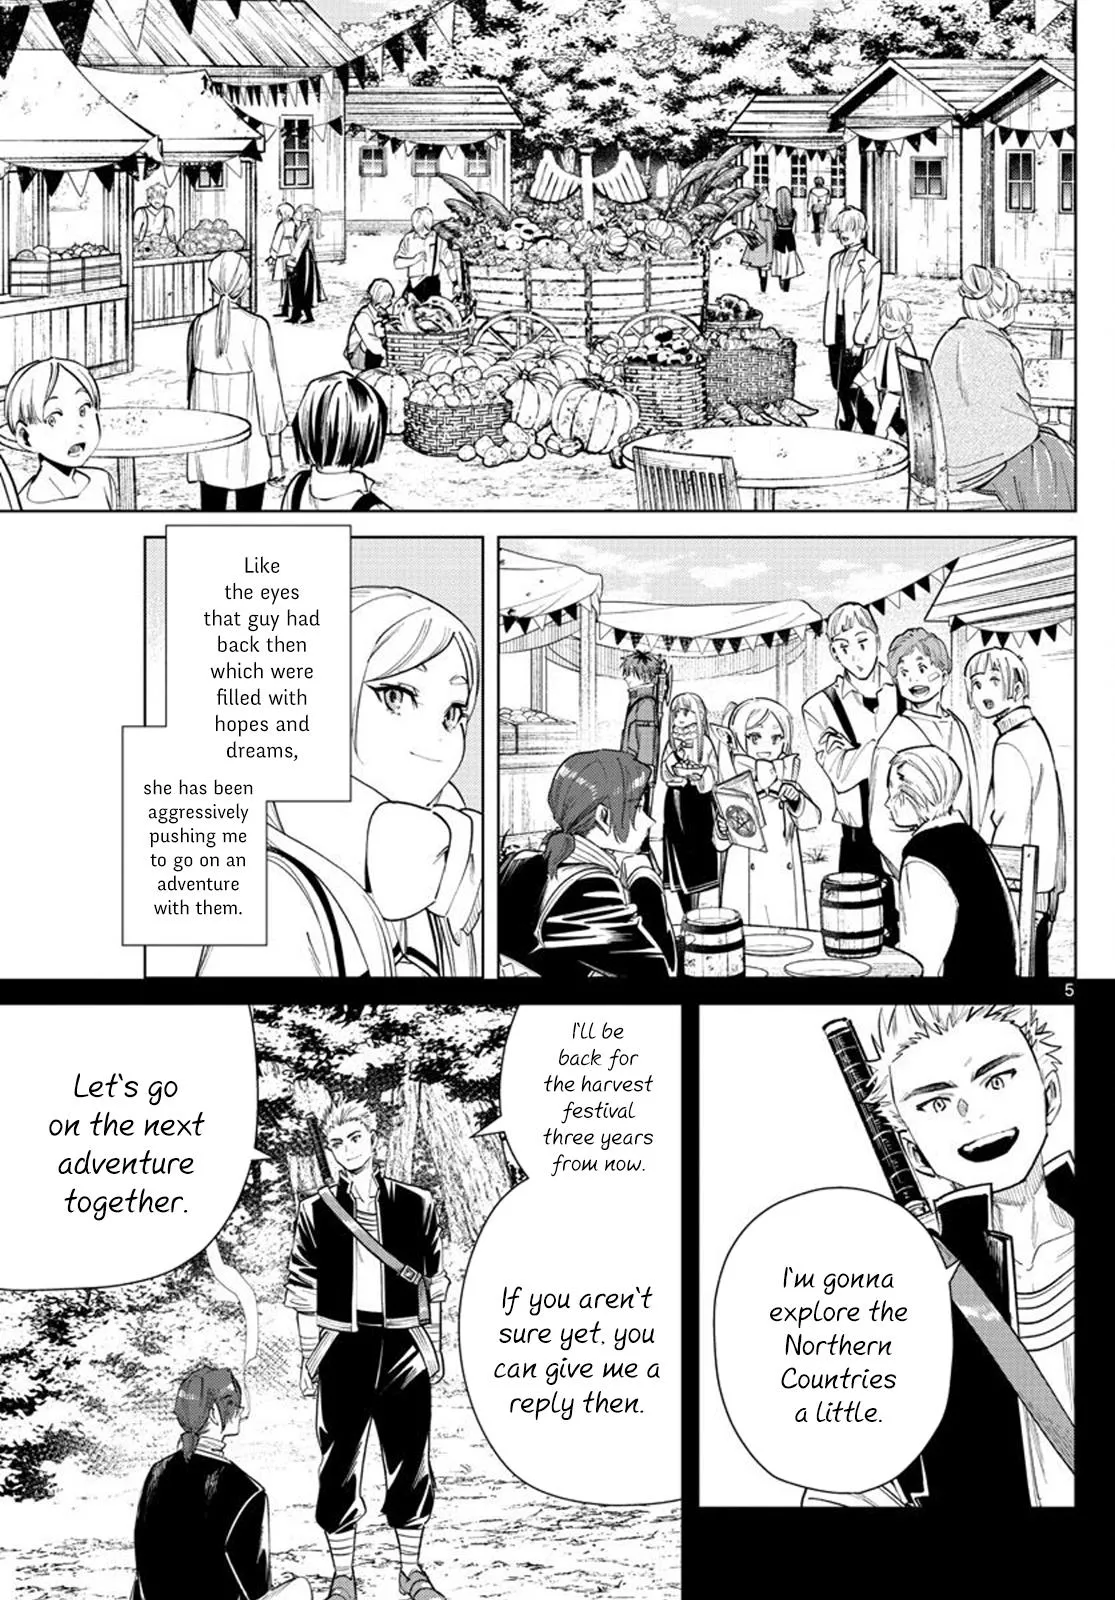 Like
the eyes
that guy had
back then
which were
filled with
hopes and
dreams,
she has been
aggressively
pushing me
to go on an
adventure
with them.
5
I'm gonna
explore the
Northern
Countries
a little.
I'll be
back for
the harvest
festival
three years
from now.
If you aren't
sure yet, you
can give me a
reply then.
Let's go
on the next
adventure
together.